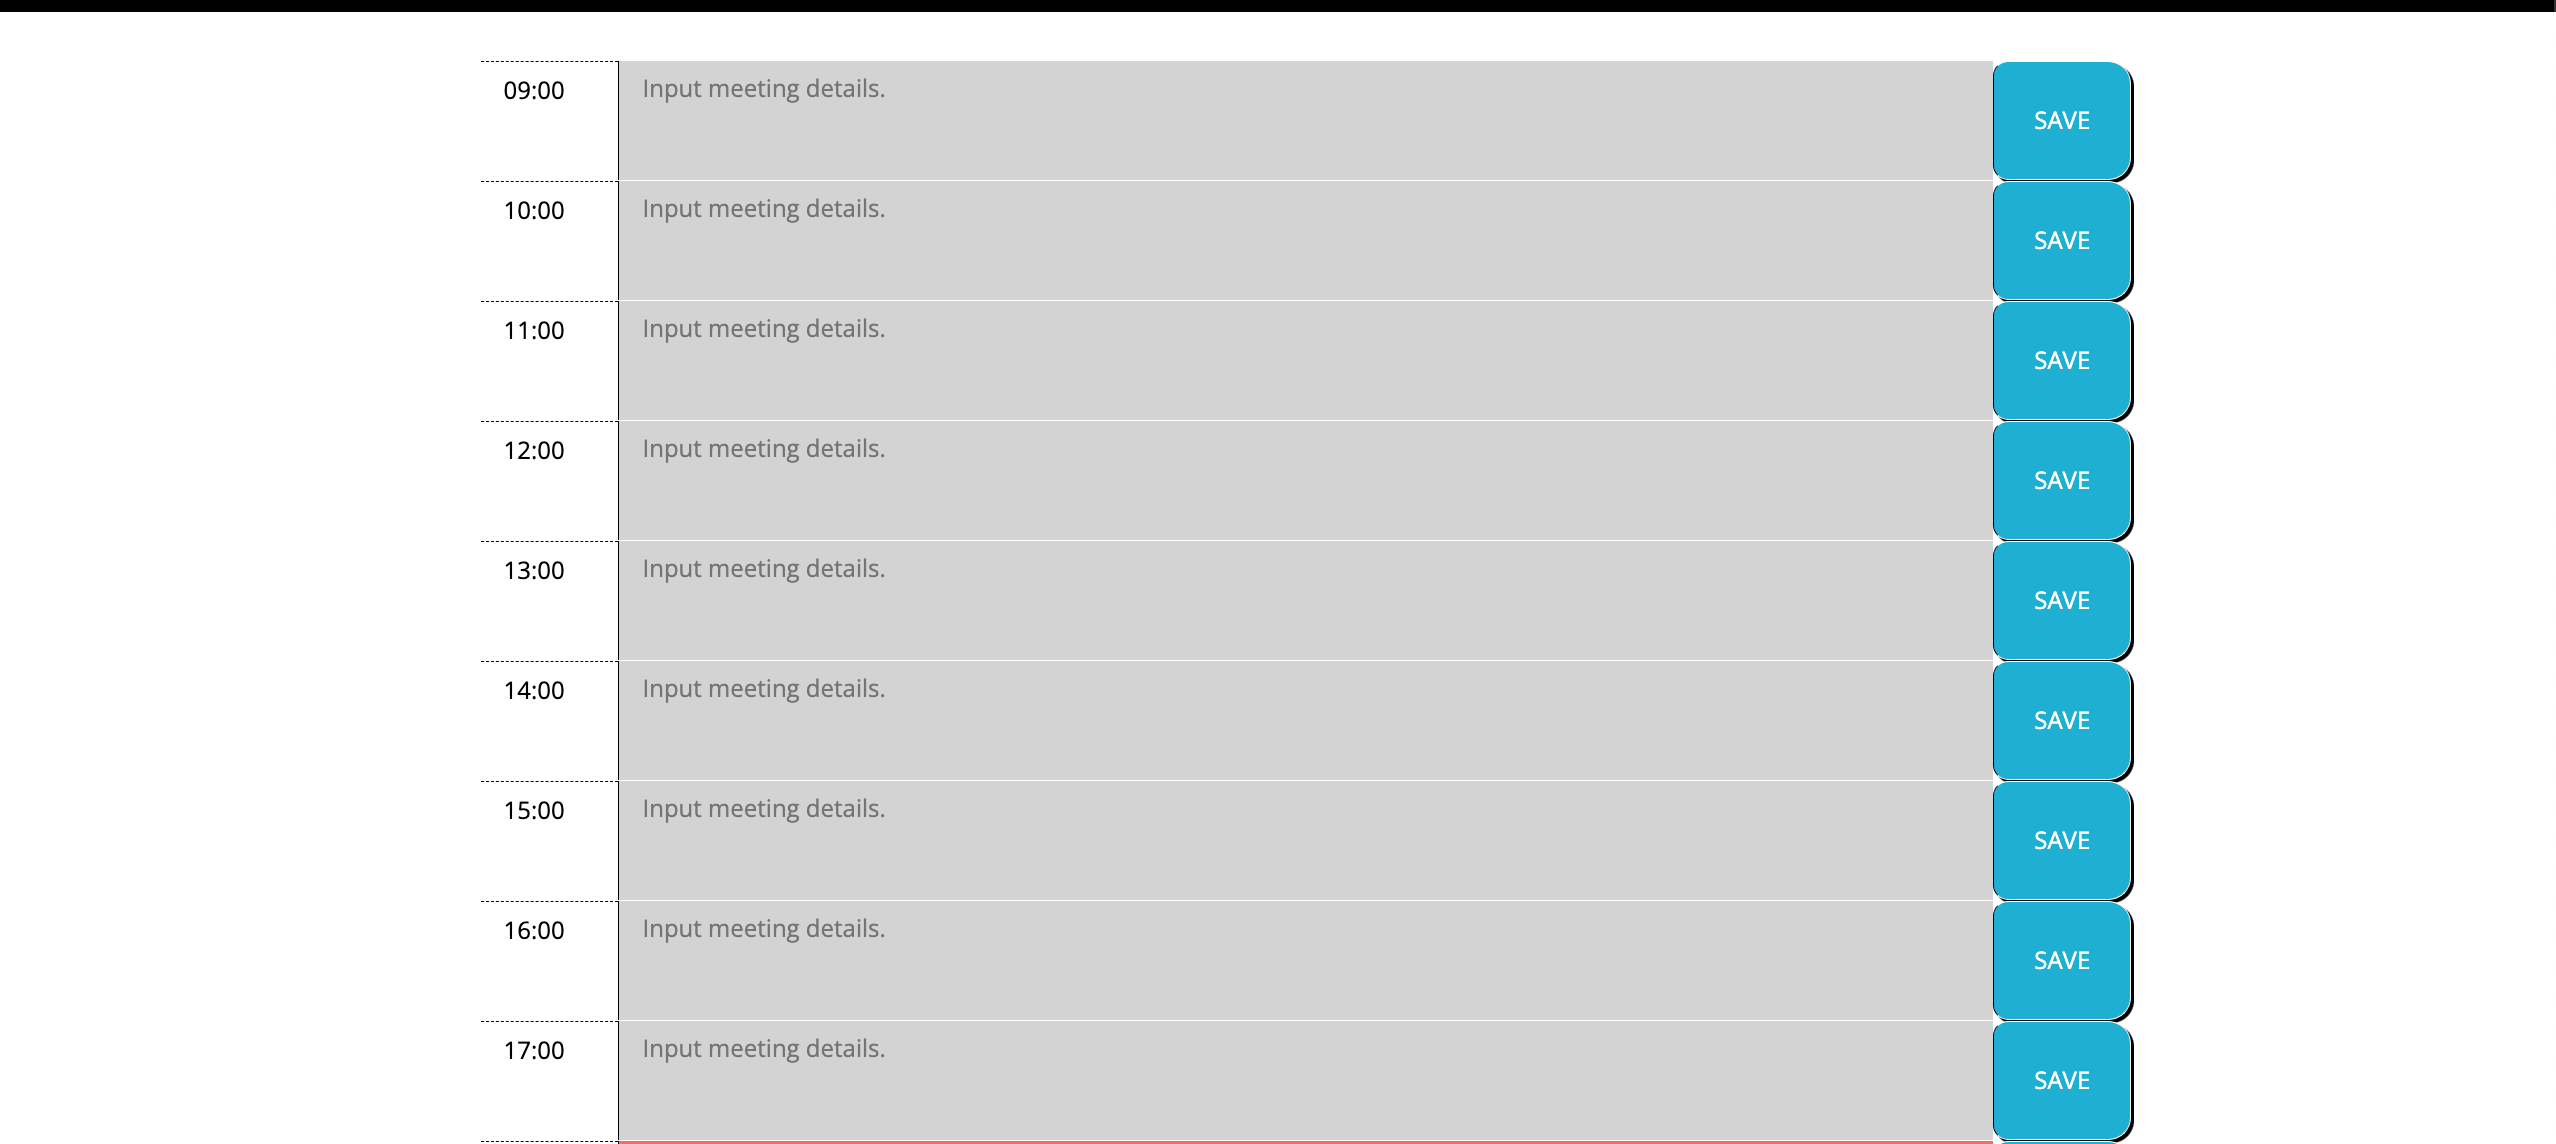 09:00 Input meeting details. SAVE
10:00 Input meeting details. SAVE
11:00 Input meeting details. SAVE
12:00 Input meeting details. SAVE
13:00 Input meeting details. SAVE
14:00 Input meeting details. SAVE
15:00 Input meeting details. SAVE
16:00 Input meeting details. SAVE
17:00 Input meeting details. SAVE